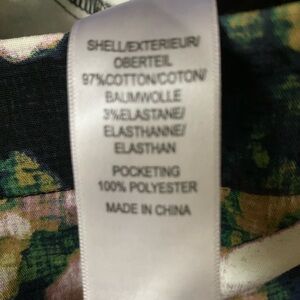 SHELL/EXTERIEUR/
OBERTEIL
97%COTTON/COTON/
BAUMWOLLE
3%ELASTANE/
ELASTHANNE/
ELASTHAN
POCKETING
100% POLYESTER
MADE IN CHINA